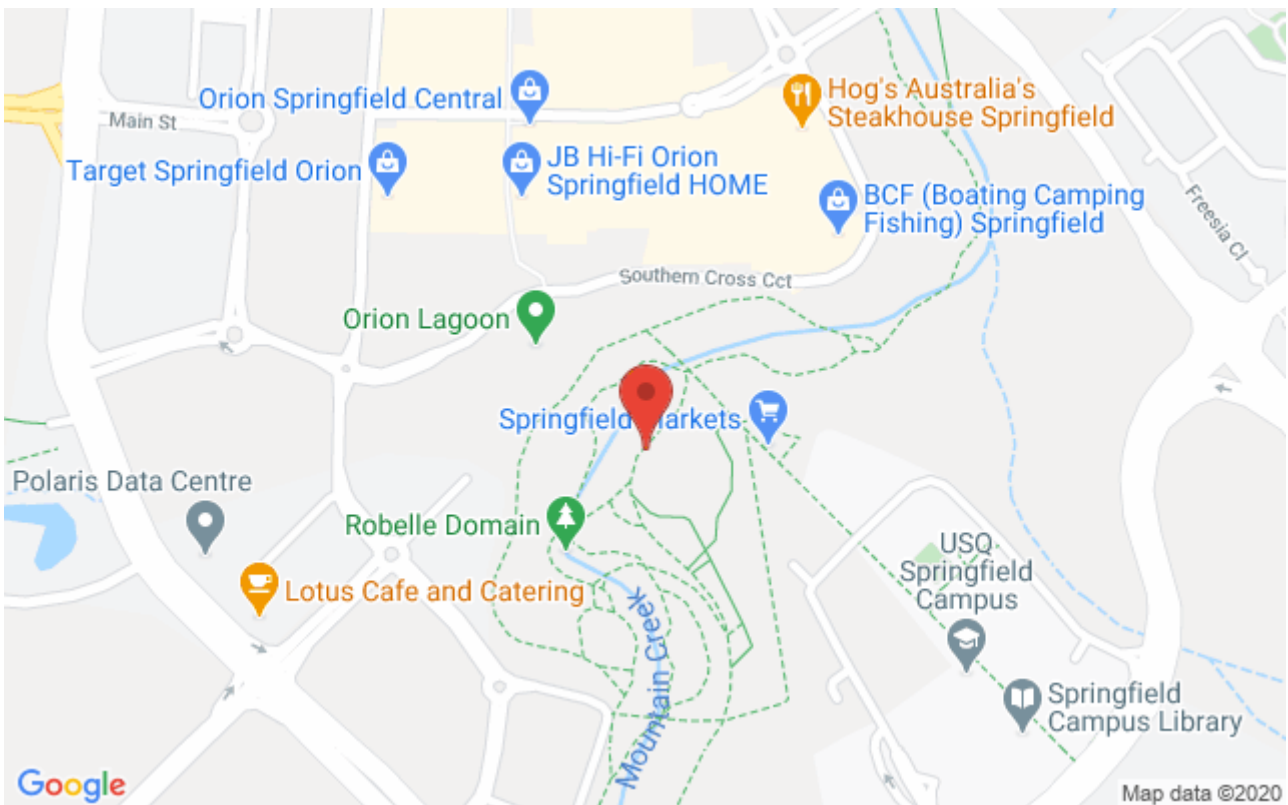 Orion Springfield Central
Main St
Hog's Australia's
Steakhouse Springfield
Target Springfield Orion
JB Hi-Fi Orion
Springfield HOME
BCF (Boating Camping
Fishing) Springfield
Freesia Cl
Southern Cross Cct
Orion Lagoon
Springfield Markets
Polaris Data Centre
Robelle Domain
USQ
Springfield
Campus
Lotus Cafe and Catering
Mountain Creek
Springfield
Campus Library
Google
Map data ©2020